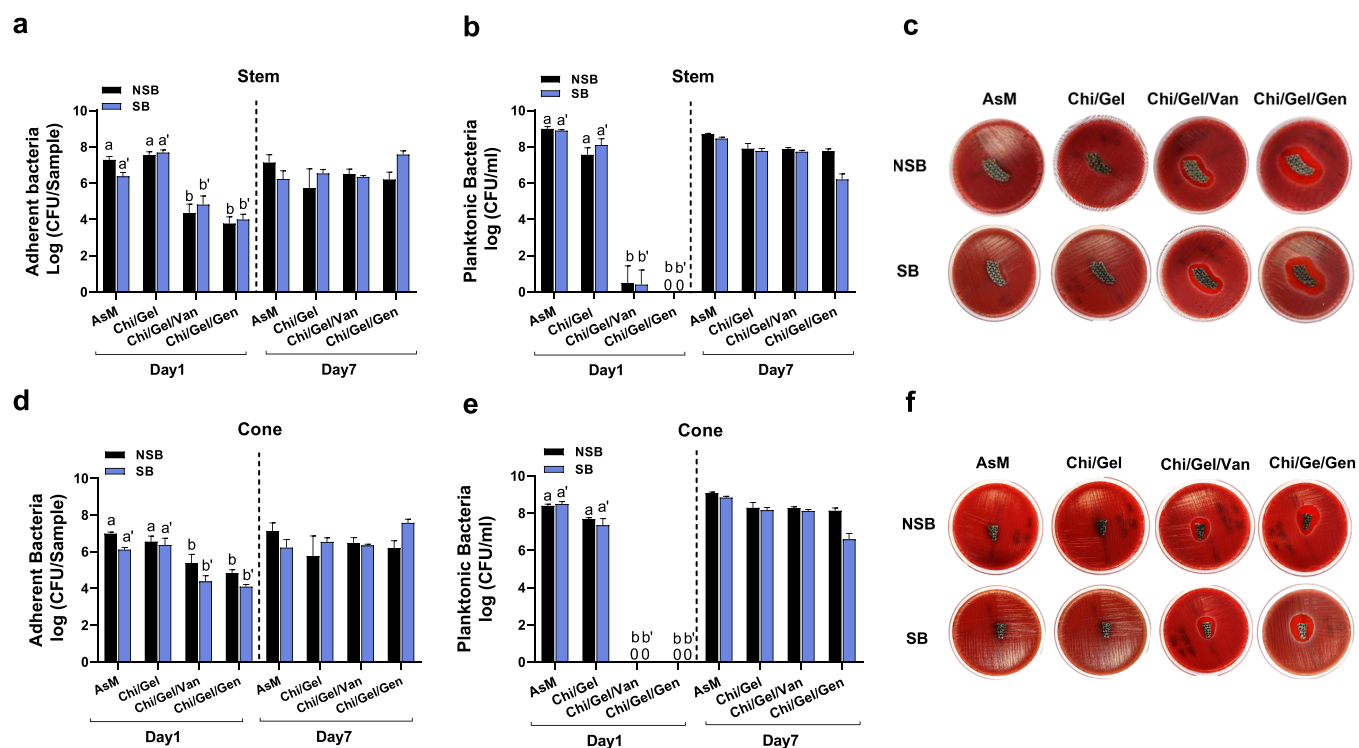 a
Stem
NSB
SB
Adherent bacteria
Log (CFU/Sample)
10
8
6
4
2
0
a a' a a' b b' b b'
AsM Chi/Gel Chi/Gel/Van Chi/Gel/Gen AsM Chi/Gel Chi/Gel/Van Chi/Gel/Gen
Day1 Day7
b
Stem
NSB
SB
Planktonic Bacteria
log (CFU/ml)
10
8
6
4
2
0
a a' a a' b b' b b'
0 0
AsM Chi/Gel Chi/Gel/Van Chi/Gel/Gen AsM Chi/Gel Chi/Gel/Van Chi/Gel/Gen
Day1 Day7
c
AsM Chi/Gel Chi/Gel/Van Chi/Gel/Gen
NSB
SB
d
Cone
NSB
SB
Adherent Bacteria
log (CFU/Sample)
10
8
6
4
2
0
a a' a a' b b' b b'
AsM Chi/Gel Chi/Gel/Van Chi/Gel/Gen AsM Chi/Gel Chi/Gel/Van Chi/Gel/Gen
Day1 Day7
e
Cone
NSB
SB
Planktonic Bacteria
log (CFU/ml)
10
8
6
4
2
0
a a' a a' b b' b b'
0 0 0 0
AsM Chi/Gel Chi/Gel/Van Chi/Gel/Gen AsM Chi/Gel Chi/Gel/Van Chi/Gel/Gen
Day1 Day7
f
AsM Chi/Gel Chi/Gel/Van Chi/Ge/Gen
NSB
SB